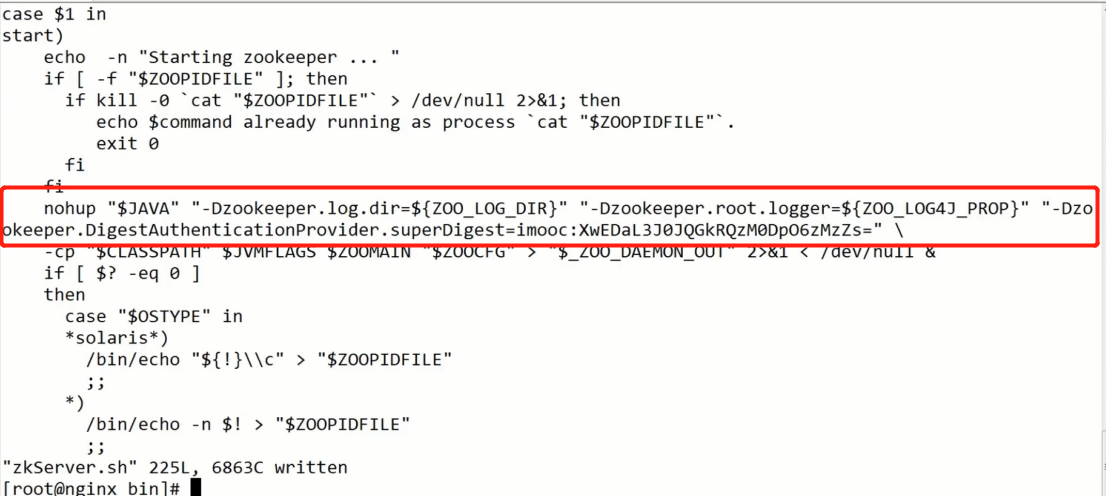 case $1 in
start)
    echo  -n "Starting zookeeper ... "
    if [ -f "$ZOOPIDFILE" ]; then
      if kill -0 `cat "$ZOOPIDFILE"` > /dev/null 2>&1; then
         echo $command already running as process `cat "$ZOOPIDFILE"`.
         exit 0
      fi
    fi
    nohup "$JAVA" "-Dzookeeper.log.dir=${ZOO_LOG_DIR}" "-Dzookeeper.root.logger=${ZOO_LOG4J_PROP}" "-Dzo
okeeper.DigestAuthenticationProvider.superDigest=imooc:XwEDaL3J0JQGkRQzM0DpO6zMzZs=" \
    -cp "$CLASSPATH" $JVMFLAGS $ZOOMAIN "$ZOOCFG" > "$_ZOO_DAEMON_OUT" 2>&1 < /dev/null &
    if [ $? -eq 0 ]
    then
      case "$OSTYPE" in
      *solaris*)
        /bin/echo "${!}\\c" > "$ZOOPIDFILE"
        ;;
      *)
        /bin/echo -n $! > "$ZOOPIDFILE"
        ;;
"zkServer.sh" 225L, 6863C written
[root@nginx bin]#